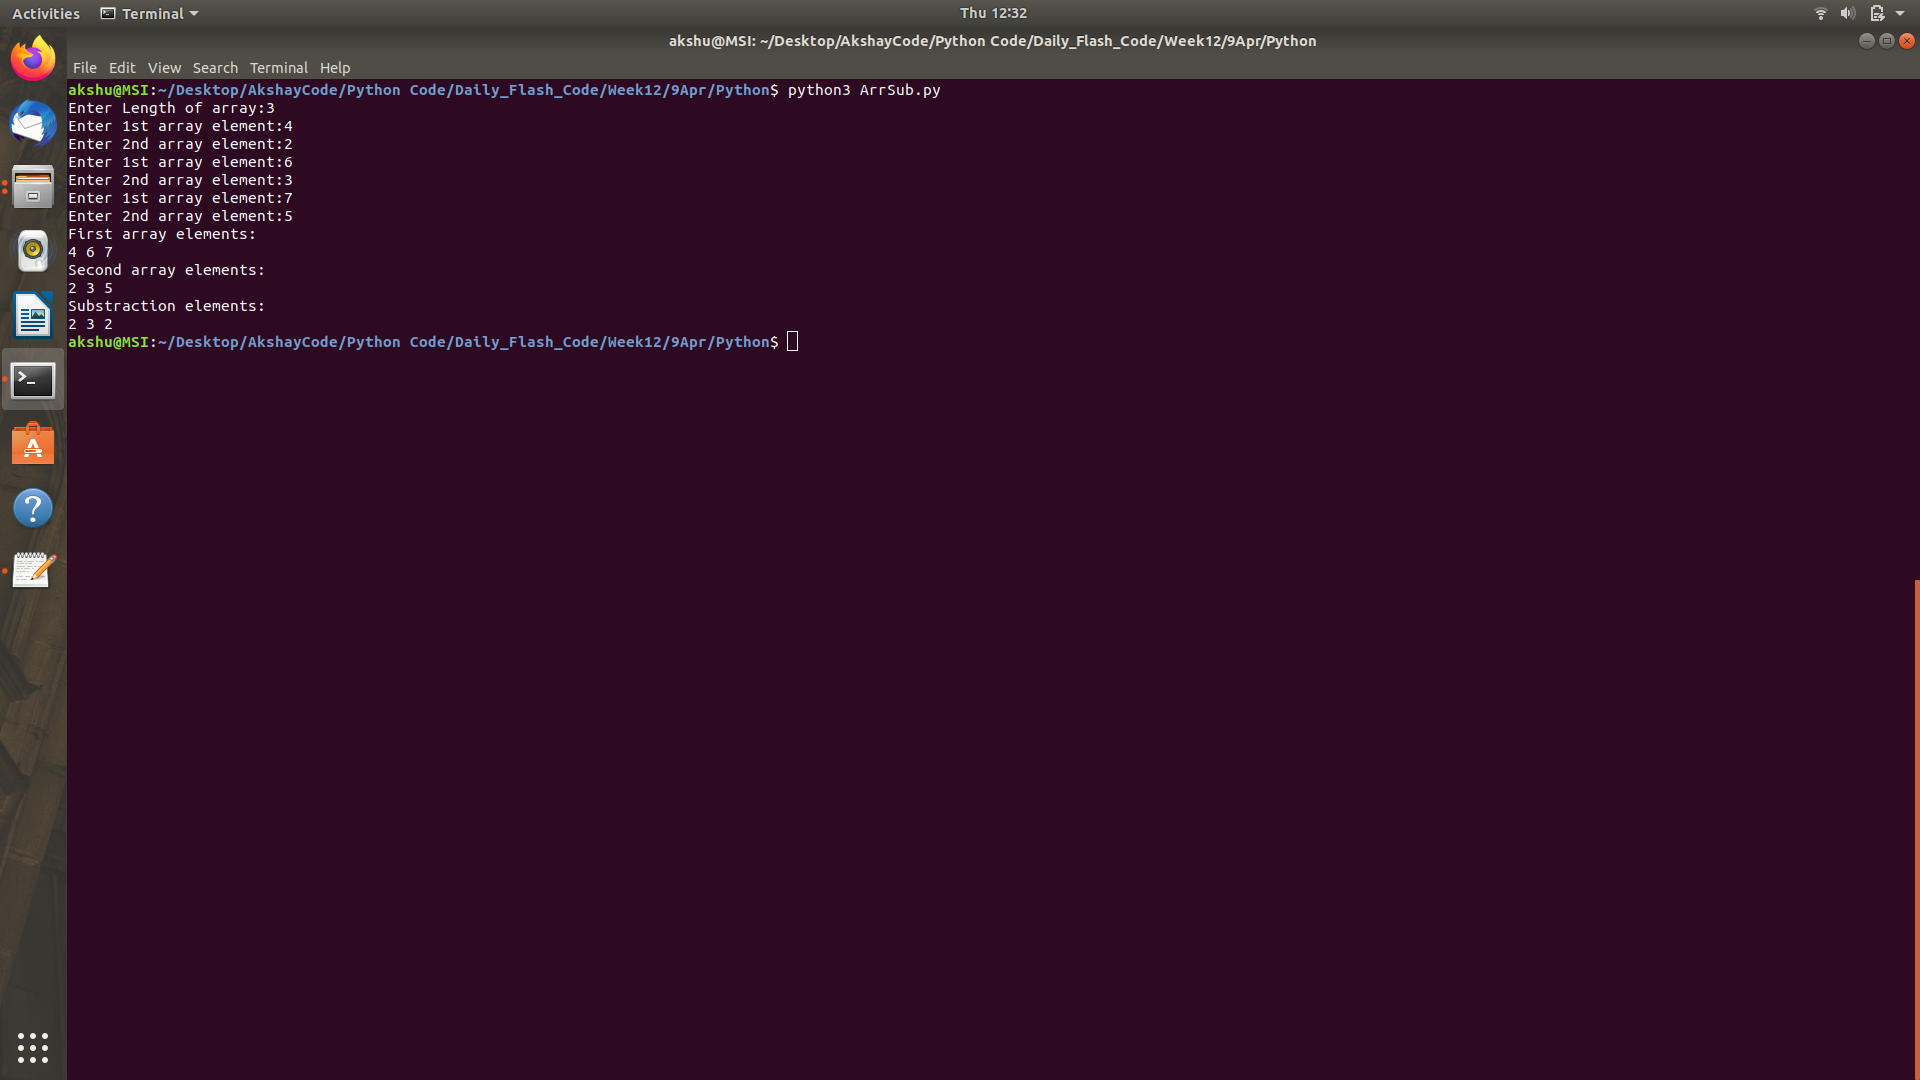 Activities Terminal Thu 12:32
akshu@MSI: ~/Desktop/AkshayCode/Python Code/Daily_Flash_Code/Week12/9Apr/Python
File Edit View Search Terminal Help
akshu@MSI:~/Desktop/AkshayCode/Python Code/Daily_Flash_Code/Week12/9Apr/Python$ python3 ArrSub.py
Enter Length of array:3
Enter 1st array element:4
Enter 2nd array element:2
Enter 1st array element:6
Enter 2nd array element:3
Enter 1st array element:7
Enter 2nd array element:5
First array elements:
4 6 7
Second array elements:
2 3 5
Substraction elements:
2 3 2
akshu@MSI:~/Desktop/AkshayCode/Python Code/Daily_Flash_Code/Week12/9Apr/Python$